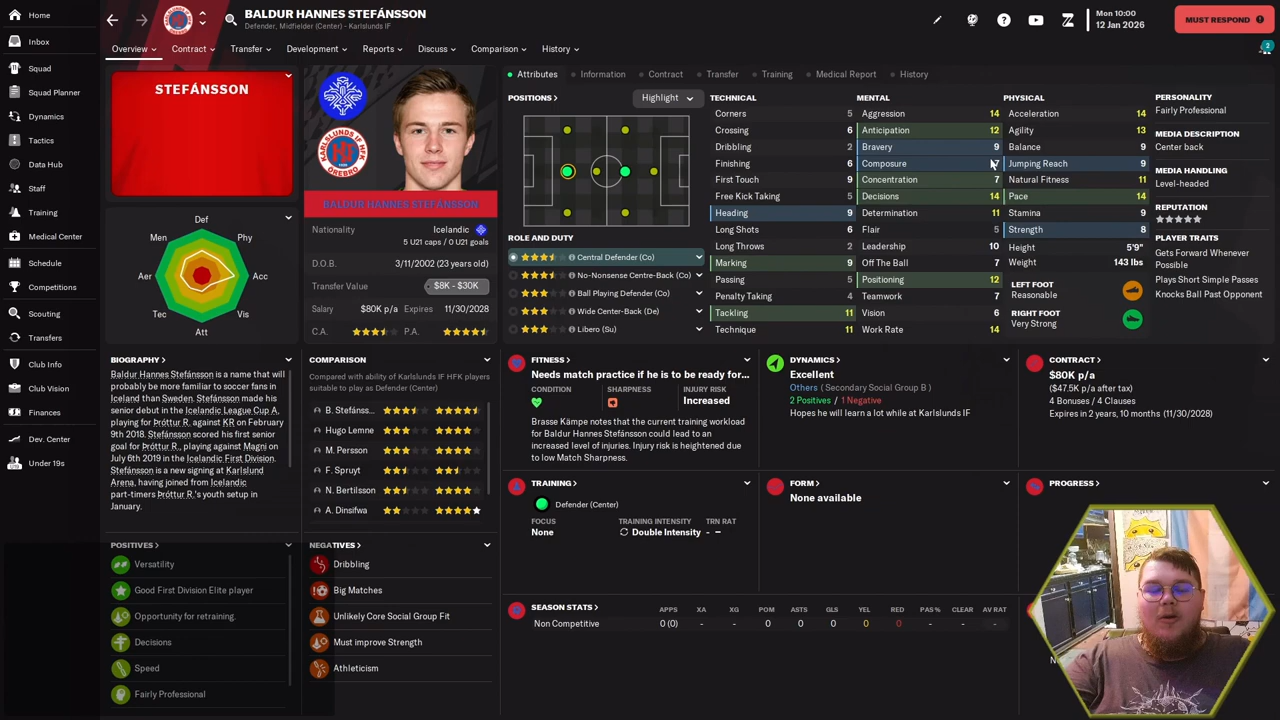 BALDUR HANNES STEFÁNSSON
Defender, Midfielder (Center) - Karlslunds IF
Mon 10:00
12 Jan 2026
MUST RESPOND
2
Home
Inbox
Squad
Squad Planner
Dynamics
Tactics
Data Hub
Staff
Training
Medical Center
Schedule
Competitions
Scouting
Transfers
Club Info
Club Vision
Finances
Dev. Center
Under 19s
Overview
Contract
Transfer
Development
Reports
Discuss
Comparison
History
STEFÁNSSON
KARLSLUNDS IF HFK
ÖREBRO
BALDUR HANNES STEFÁNSSON
Nationality Icelandic
5 U21 caps / 0 U21 goals
D.O.B. 3/11/2002 (23 years old)
Transfer Value $8K - $30K
Salary $80K p/a Expires 11/30/2028
C.A. P.A.
Def
Men Phy
Aer Acc
Tec Vis
Att
Attributes
Information
Contract
Transfer
Training
Medical Report
History
POSITIONS
Highlight
ROLE AND DUTY
Central Defender (Co)
No-Nonsense Centre-Back (Co)
Ball Playing Defender (Co)
Wide Center-Back (De)
Libero (Su)
TECHNICAL
Corners 5
Crossing 6
Dribbling 2
Finishing 6
First Touch 9
Free Kick Taking 5
Heading 9
Long Shots 6
Long Throws 2
Marking 9
Passing 5
Penalty Taking 4
Tackling 11
Technique 11
MENTAL
Aggression 14
Anticipation 12
Bravery 9
Composure 7
Concentration 7
Decisions 14
Determination 11
Flair 5
Leadership 10
Off The Ball 7
Positioning 12
Teamwork 7
Vision 6
Work Rate 14
PHYSICAL
Acceleration 14
Agility 13
Balance 9
Jumping Reach 9
Natural Fitness 11
Pace 14
Stamina 9
Strength 8
Height 5'9"
Weight 143 lbs
LEFT FOOT
Reasonable
RIGHT FOOT
Very Strong
PERSONALITY
Fairly Professional
MEDIA DESCRIPTION
Center back
MEDIA HANDLING
Level-headed
REPUTATION
PLAYER TRAITS
Gets Forward Whenever
Possible
Plays Short Simple Passes
Knocks Ball Past Opponent
BIOGRAPHY
Baldur Hannes Stefánsson is a name that
will probably be more familiar to soccer fans in
Iceland than Sweden. Stefánsson made his
senior debut in the Icelandic League Cup A,
playing for Þróttur R. against KR on February
9th 2018. Stefánsson scored his first senior
goal for Þróttur R., playing against Magni on
July 6th 2019 in the Icelandic First Division.
Stefánsson is a new signing at Karlslund
Arena, having joined from Icelandic
part-timers Þróttur R.'s youth setup in
January.
COMPARISON
Compared with ability of Karlslunds IF HFK players
suitable to play as Defender (Center)
B. Stefáns...
Hugo Lemne
M. Persson
F. Spruyt
N. Bertilsson
A. Dinsifwa
FITNESS
Needs match practice if he is to be ready for...
CONDITION SHARPNESS INJURY RISK
Increased
Brasse Kämpe notes that the current training workload
for Baldur Hannes Stefánsson could lead to an
increased level of injuries. Injury risk is heightened due
to low Match Sharpness.
DYNAMICS
Excellent
Others ( Secondary Social Group B )
2 Positives / 1 Negative
Hopes he will learn a lot while at Karlslunds IF
CONTRACT
$80K p/a
($47.5K p/a after tax)
4 Bonuses / 4 Clauses
Expires in 2 years, 10 months (11/30/2028)
TRAINING
Defender (Center)
FOCUS TRAINING INTENSITY TRN RAT
None Double Intensity - -
FORM
None available
PROGRESS
POSITIVES
Versatility
Good First Division Elite player
Opportunity for retraining.
Decisions
Speed
Fairly Professional
NEGATIVES
Dribbling
Big Matches
Unlikely Core Social Group Fit
Must improve Strength
Athleticism
SEASON STATS APPS XA XG POM ASTS GLS YEL RED PAS% CLEAR AV RAT
Non Competitive 0 (0) - - 0 0 0 0 0 - - -